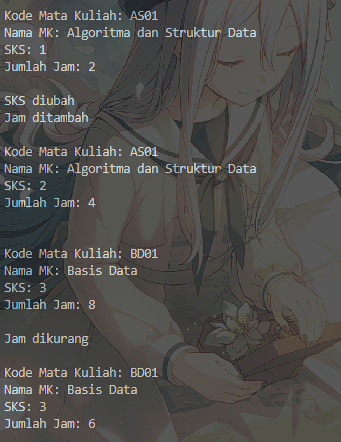 Kode Mata Kuliah: AS01
Nama MK: Algoritma dan Struktur Data
SKS: 1
Jumlah Jam: 2
SKS diubah
Jam ditambah
Kode Mata Kuliah: AS01
Nama MK: Algoritma dan Struktur Data
SKS: 2
Jumlah Jam: 4
Kode Mata Kuliah: BD01
Nama MK: Basis Data
SKS: 3
Jumlah Jam: 8
Jam dikurang
Kode Mata Kuliah: BD01
Nama MK: Basis Data
SKS: 3
Jumlah Jam: 6